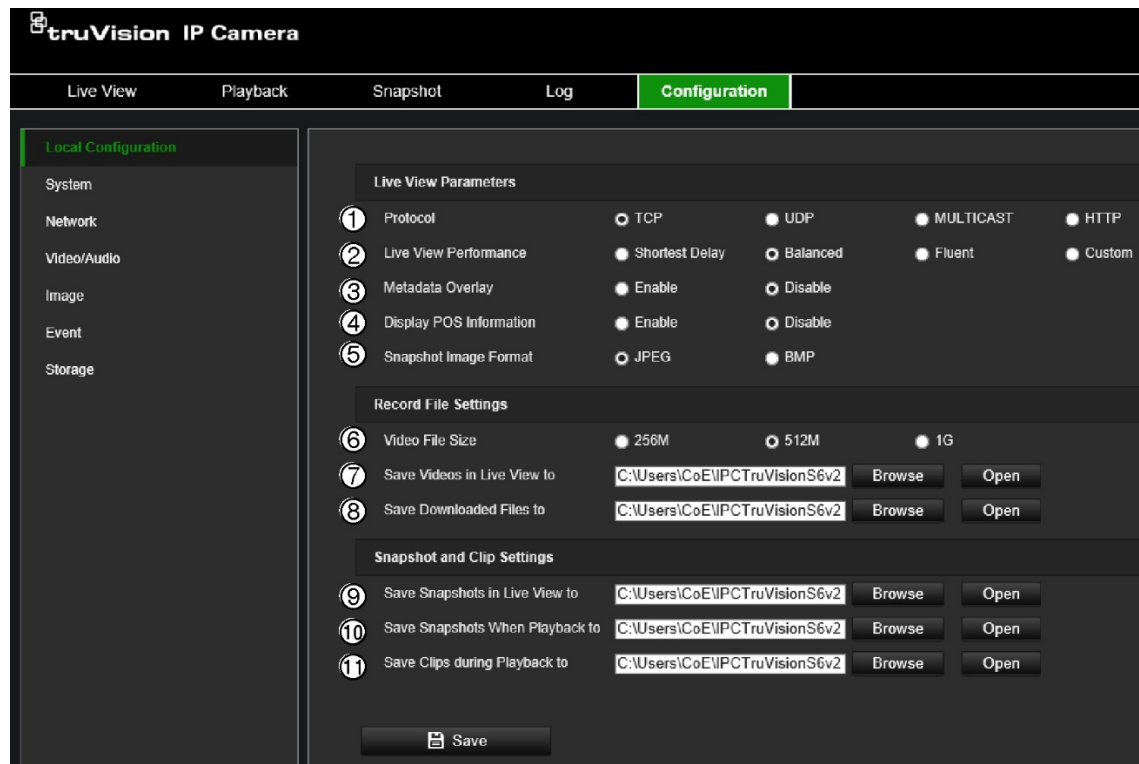 truVision IP Camera
Live View Playback Snapshot Log Configuration
Local Configuration
System
Network
Video/Audio
Image
Event
Storage
Live View Parameters
1 Protocol TCP UDP MULTICAST HTTP
2 Live View Performance Shortest Delay Balanced Fluent Custom
3 Metadata Overlay Enable Disable
4 Display POS Information Enable Disable
5 Snapshot Image Format JPEG BMP
Record File Settings
6 Video File Size 256M 512M 1G
7 Save Videos in Live View to C:\Users\CoE\IPCTruVisionS6v2 Browse Open
8 Save Downloaded Files to C:\Users\CoE\IPCTruVisionS6v2 Browse Open
Snapshot and Clip Settings
9 Save Snapshots in Live View to C:\Users\CoE\IPCTruVisionS6v2 Browse Open
10 Save Snapshots When Playback to C:\Users\CoE\IPCTruVisionS6v2 Browse Open
11 Save Clips during Playback to C:\Users\CoE\IPCTruVisionS6v2 Browse Open
Save